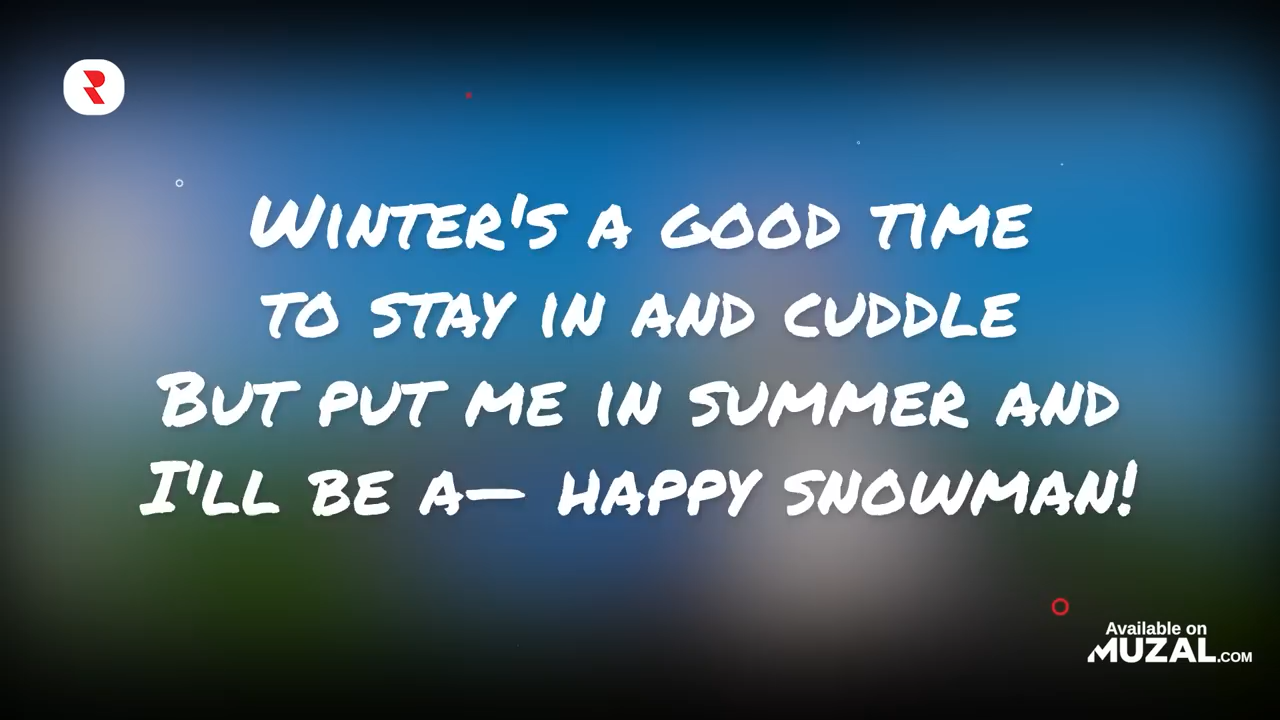 Winter's a good time
to stay in and cuddle
But put me in summer and
I'll be a— happy snowman!
Available on
MUZAL.COM